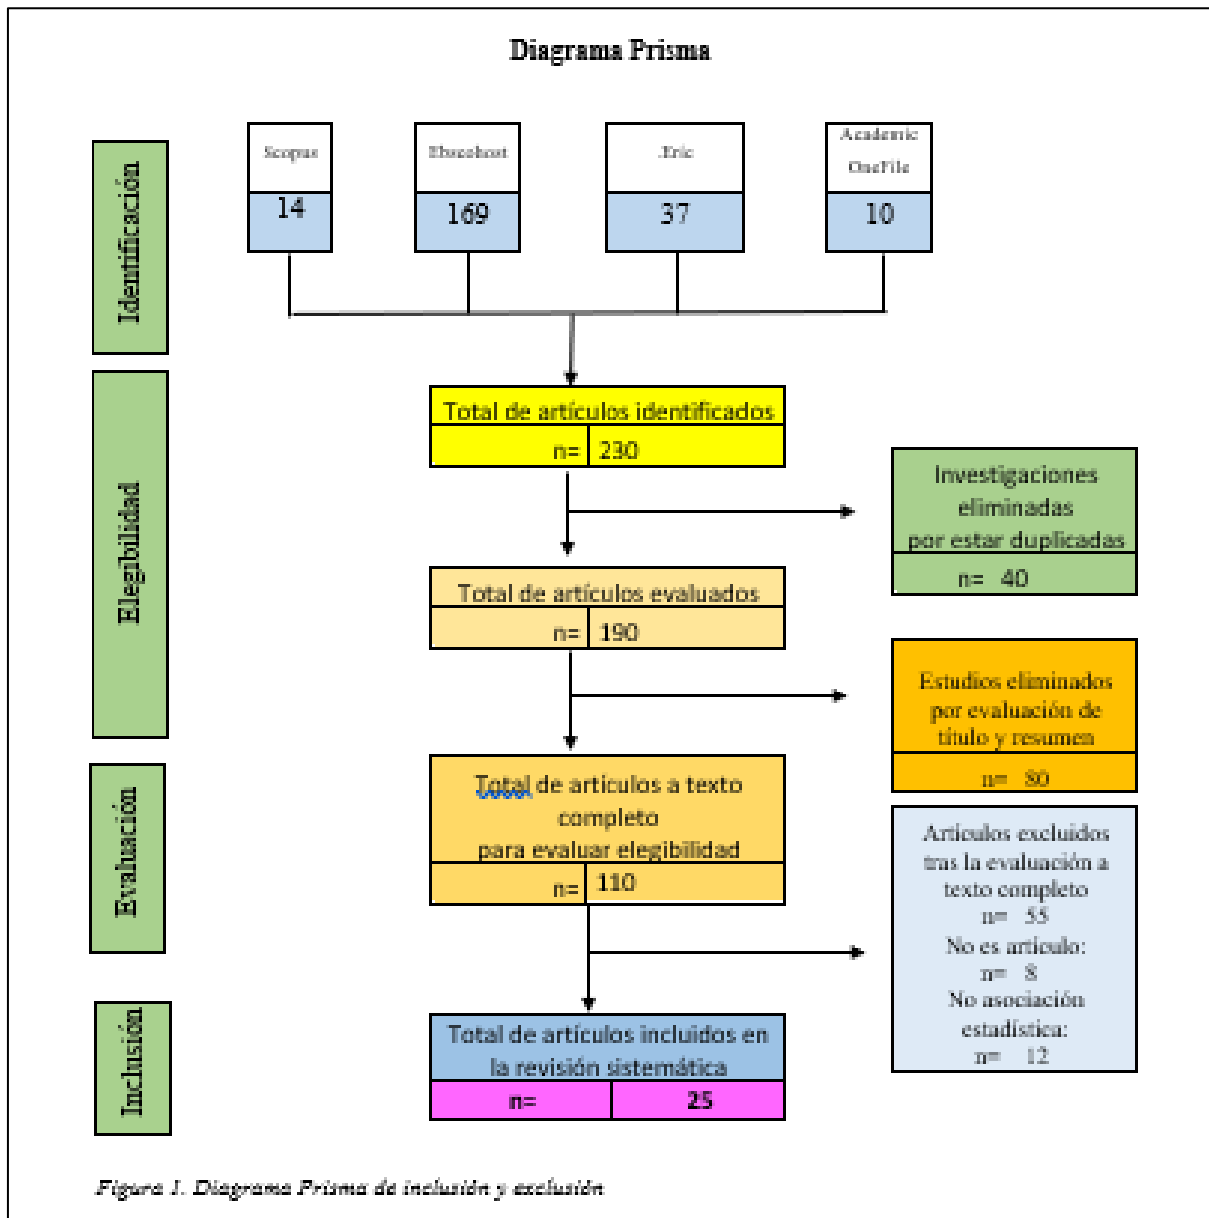 Diagrama Prisma
Identificación
Scopus
14
Ebscohost
169
.Eric
37
Academic
OneFile
10
Elegibilidad
Total de artículos identificados
n= 230
Investigaciones
eliminadas
por estar duplicadas
n= 40
Total de artículos evaluados
n= 190
Estudios eliminados
por evaluación de
título y resumen
n= 80
Evaluación
Total de artículos a texto
completo
para evaluar elegibilidad
n= 110
Artículos excluidos
tras la evaluación a
texto completo
n= 55
No es artículo:
n= 8
No asociación
estadística:
n= 12
Inclusión
Total de artículos incluidos en
la revisión sistemática
n= 25
Figura 1. Diagrama Prisma de inclusión y exclusión